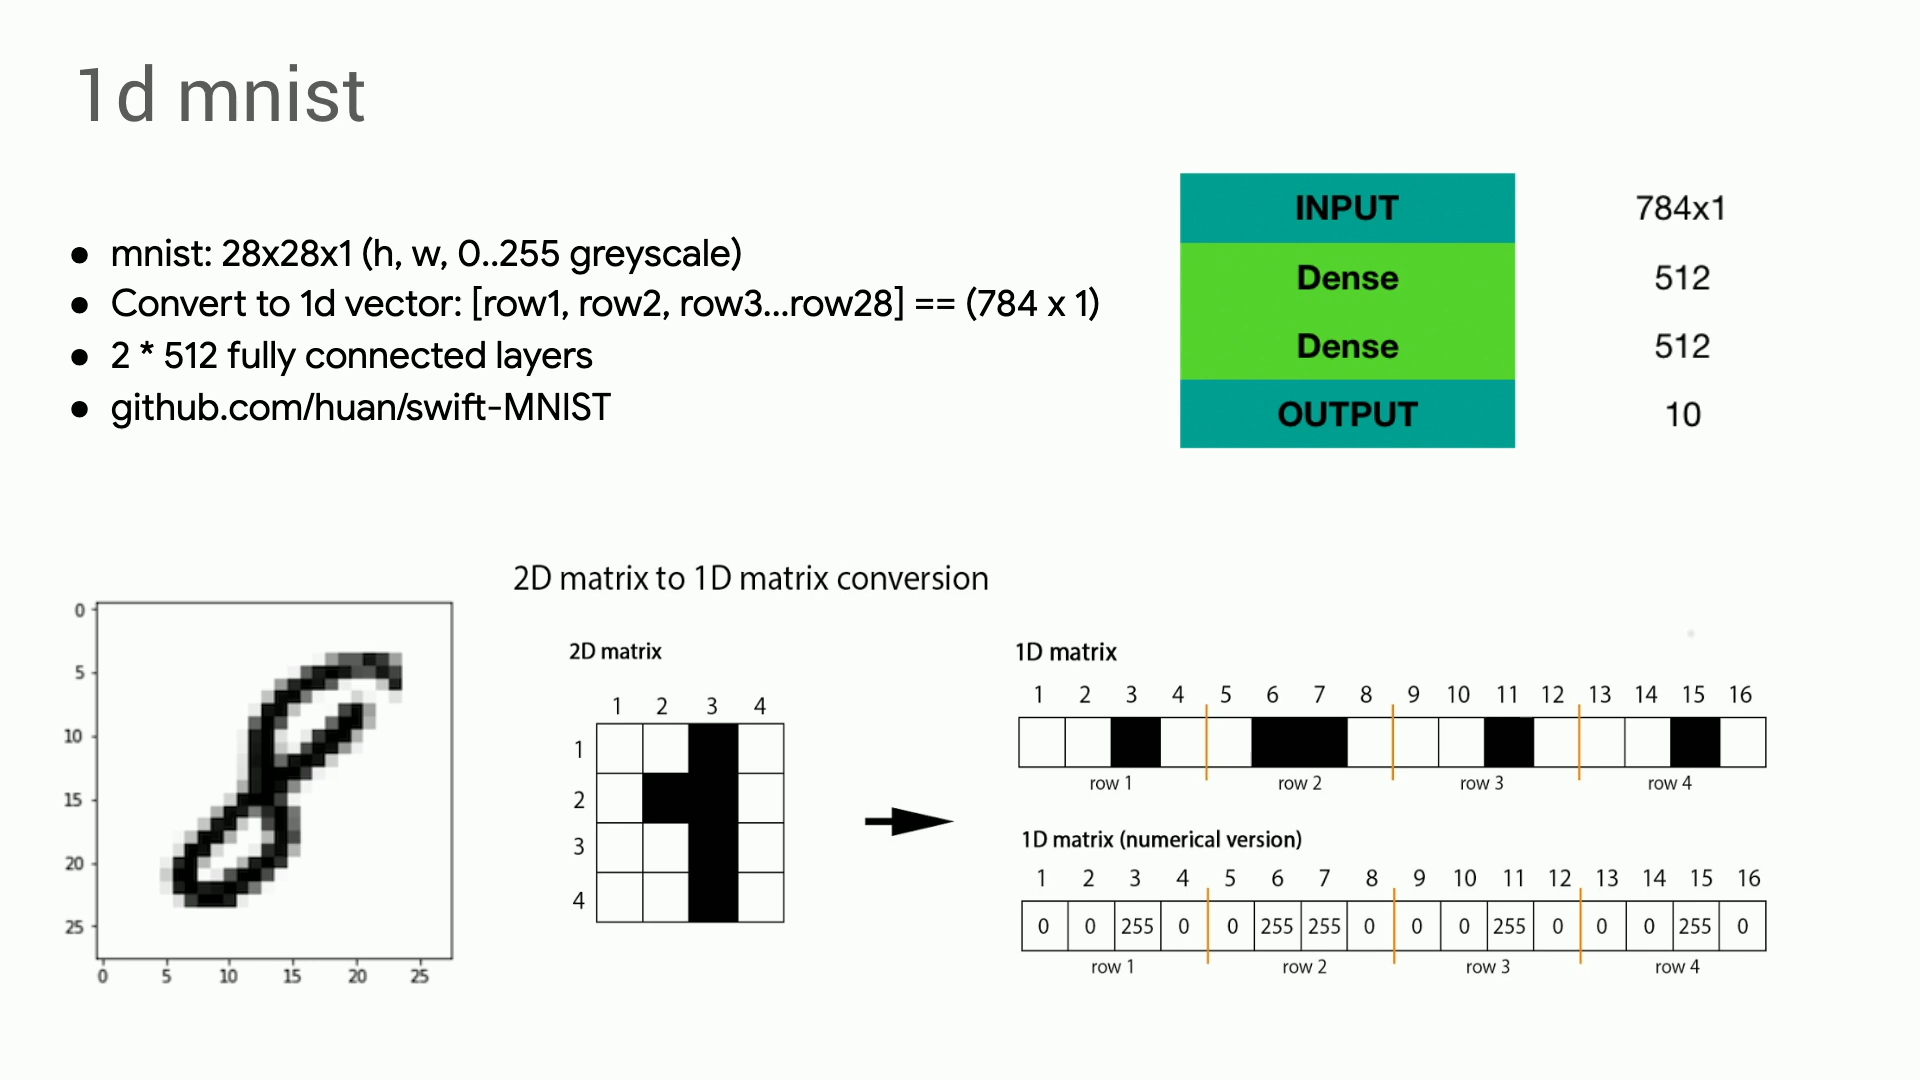 1d mnist
● mnist: 28x28x1 (h, w, 0..255 greyscale)
● Convert to 1d vector: [row1, row2, row3...row28] == (784 x 1)
● 2 * 512 fully connected layers
● github.com/huan/swift-MNIST
INPUT 784x1
Dense 512
Dense 512
OUTPUT 10
0
5
10
15
20
25
0 5 10 15 20 25
2D matrix to 1D matrix conversion
2D matrix
1 2 3 4
1
2
3
4
1D matrix
1 2 3 4 5 6 7 8 9 10 11 12 13 14 15 16
row 1 row 2 row 3 row 4
1D matrix (numerical version)
1 2 3 4 5 6 7 8 9 10 11 12 13 14 15 16
0 0 255 0 0 255 255 0 0 0 255 0 0 0 255 0
row 1 row 2 row 3 row 4